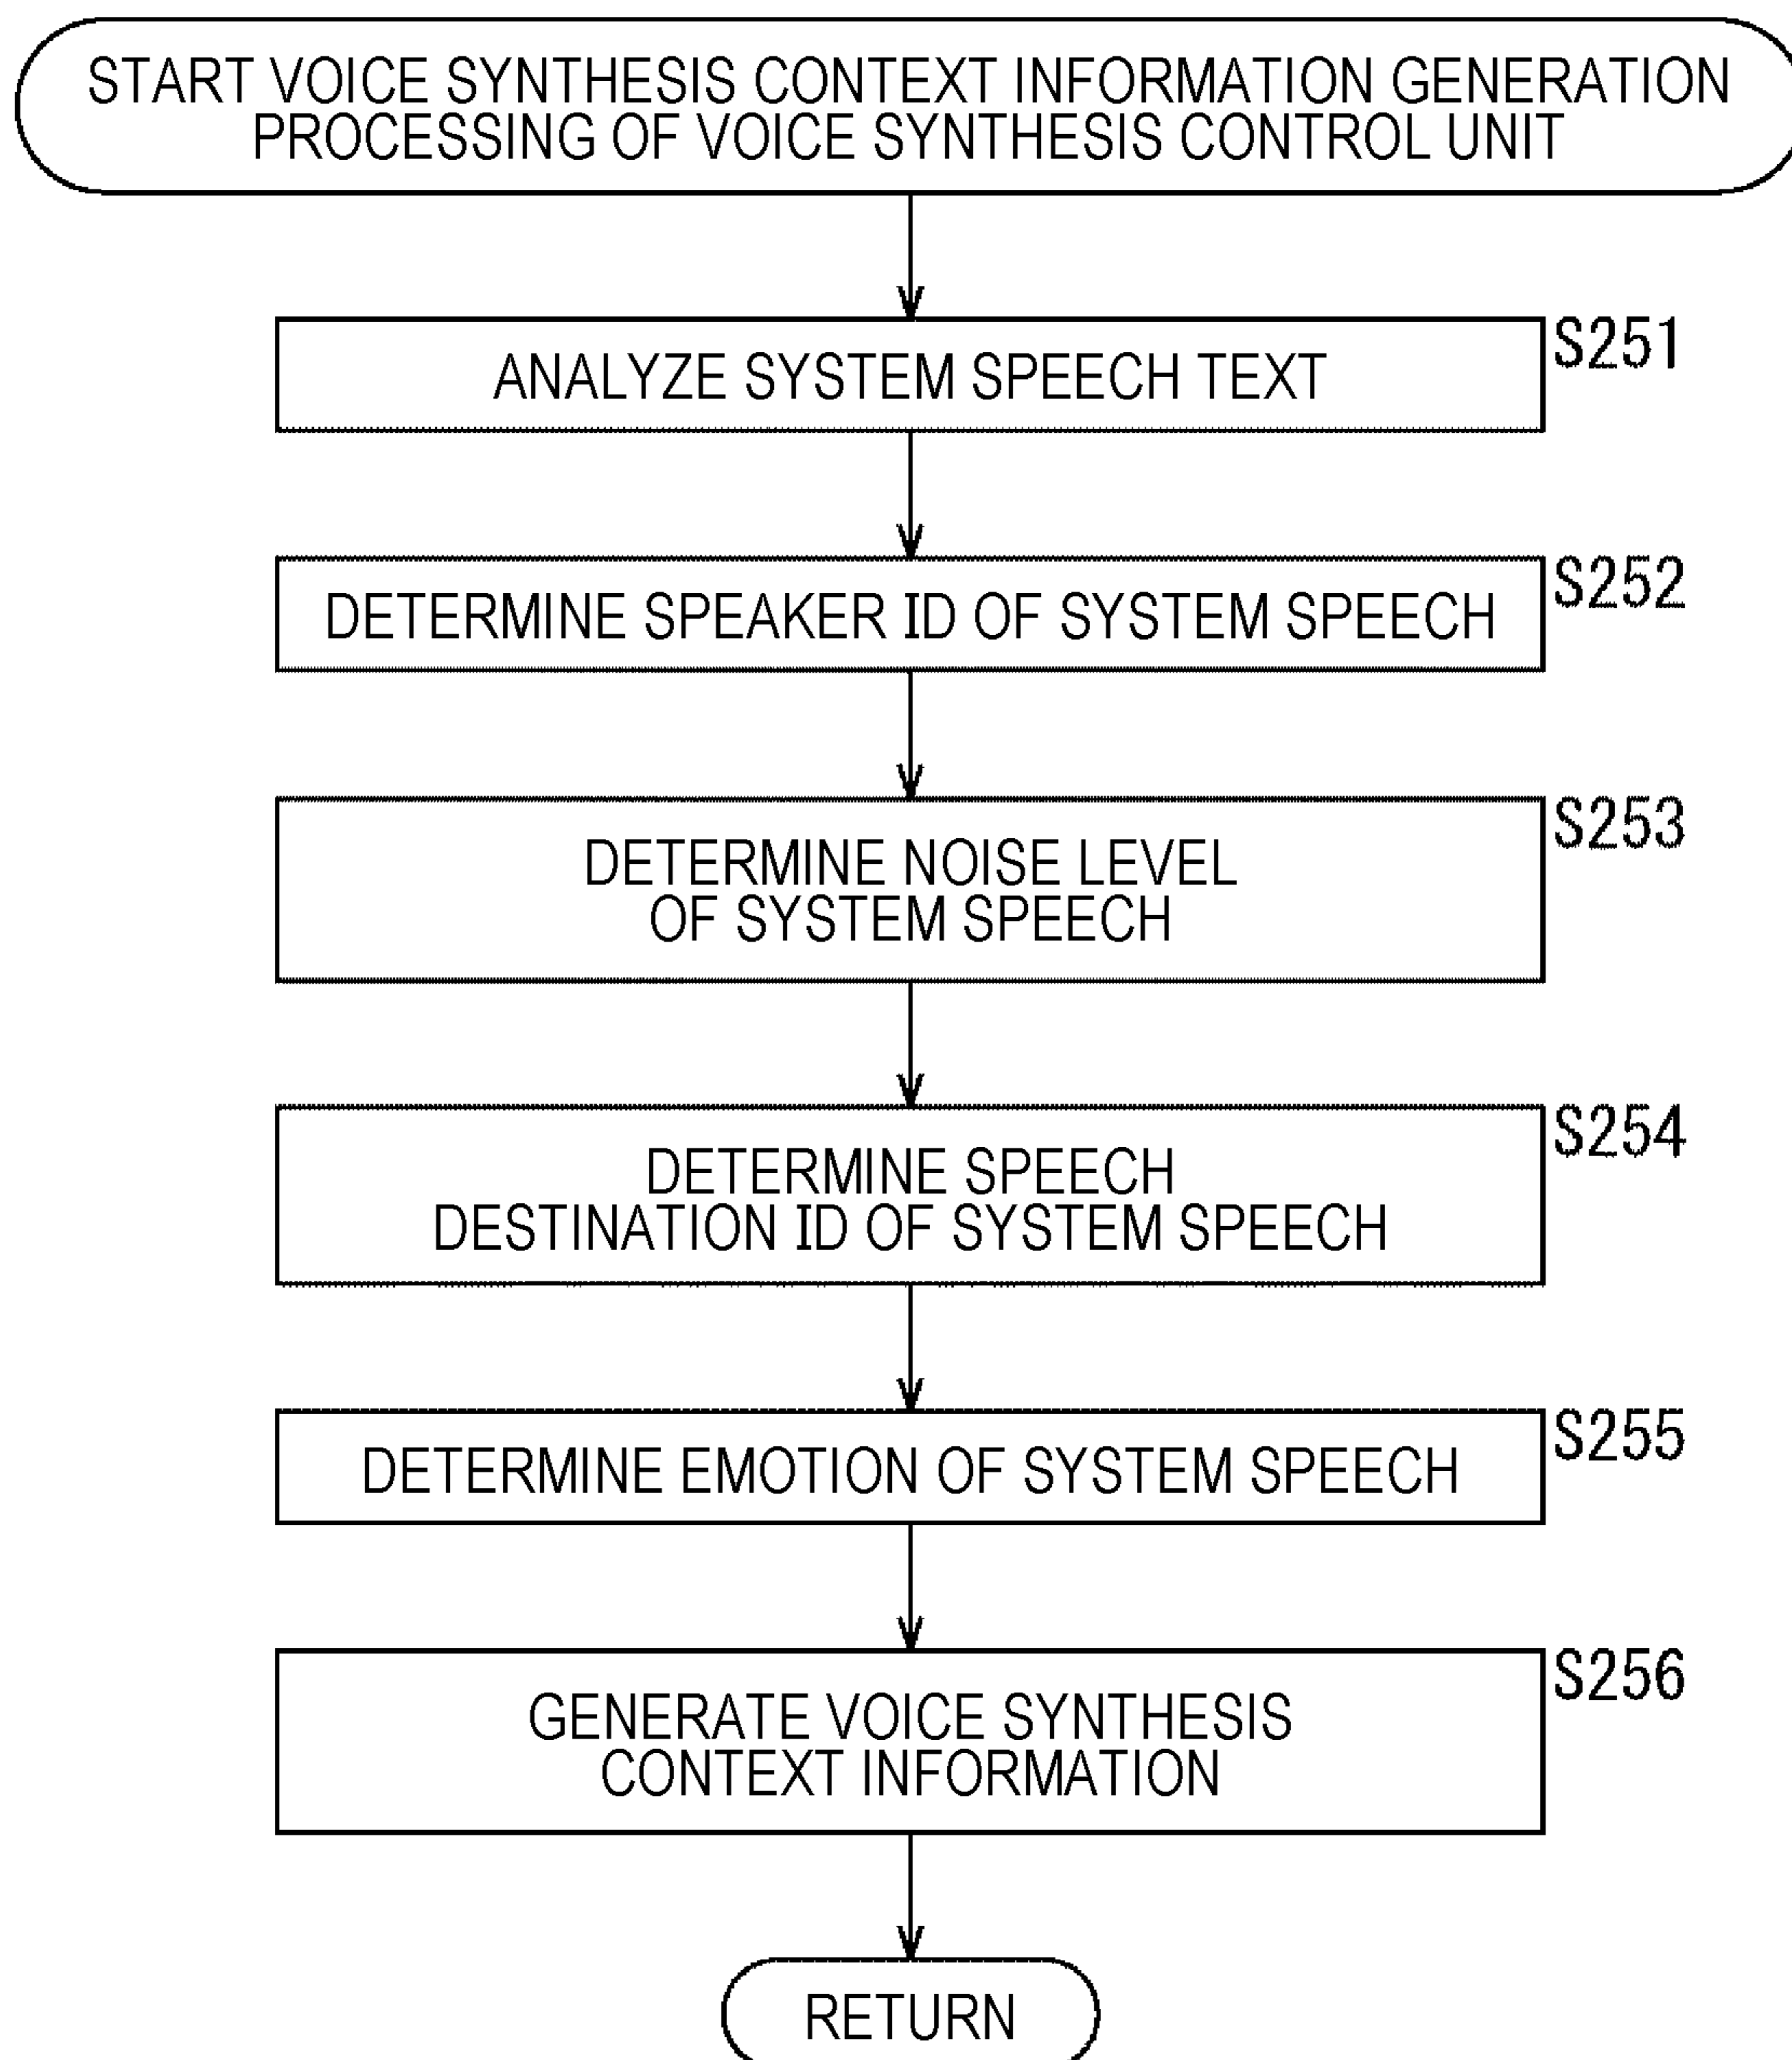 START VOICE SYNTHESIS CONTEXT INFORMATION GENERATION
PROCESSING OF VOICE SYNTHESIS CONTROL UNIT
S251
ANALYZE SYSTEM SPEECH TEXT
S252
DETERMINE SPEAKER ID OF SYSTEM SPEECH
S253
DETERMINE NOISE LEVEL
OF SYSTEM SPEECH
S254
DETERMINE SPEECH
DESTINATION ID OF SYSTEM SPEECH
S255
DETERMINE EMOTION OF SYSTEM SPEECH
S256
GENERATE VOICE SYNTHESIS
CONTEXT INFORMATION
RETURN